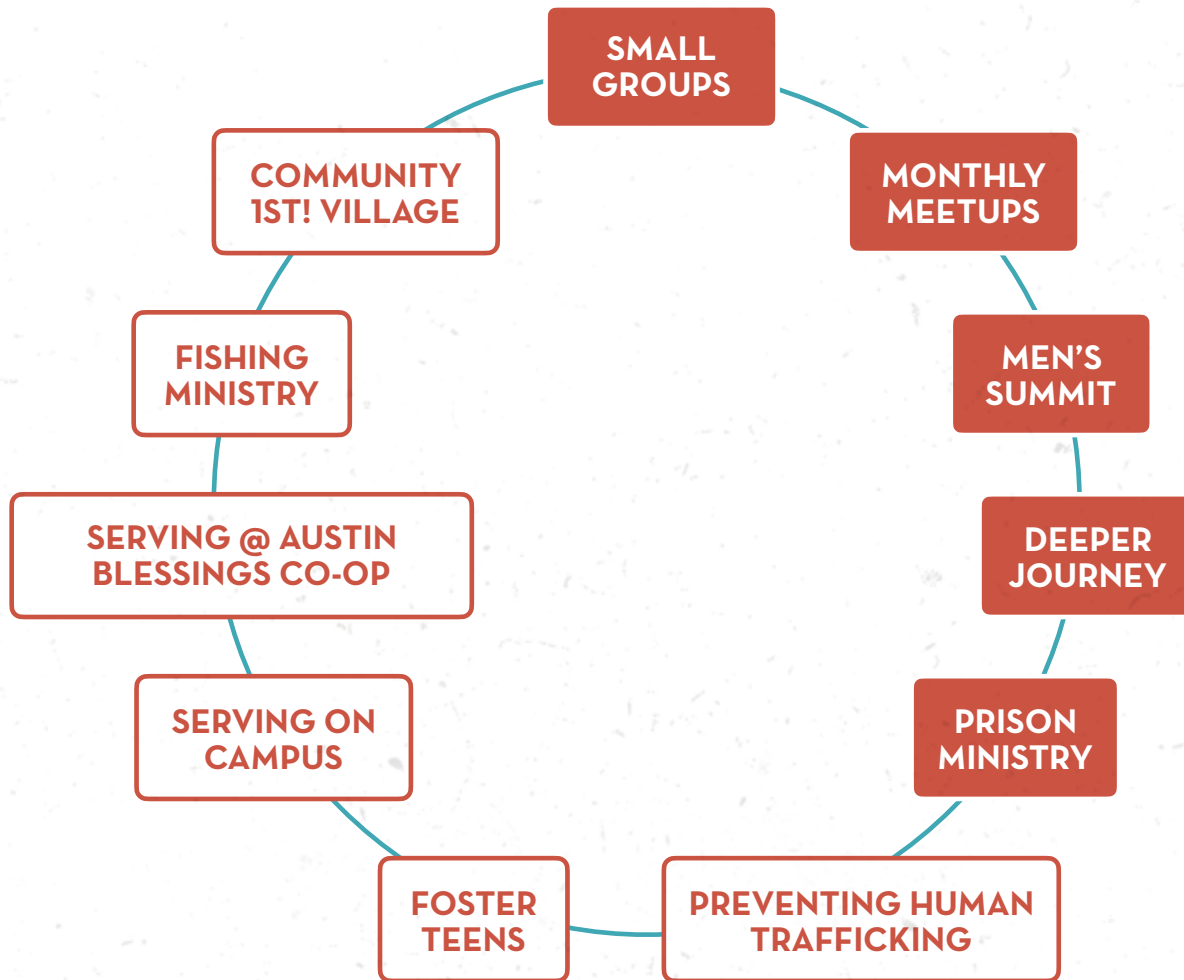 SMALL
GROUPS
MONTHLY
MEETUPS
MEN'S
SUMMIT
DEEPER
JOURNEY
PRISON
MINISTRY
PREVENTING HUMAN
TRAFFICKING
FOSTER
TEENS
SERVING ON
CAMPUS
SERVING @ AUSTIN
BLESSINGS CO-OP
FISHING
MINISTRY
COMMUNITY
1ST! VILLAGE